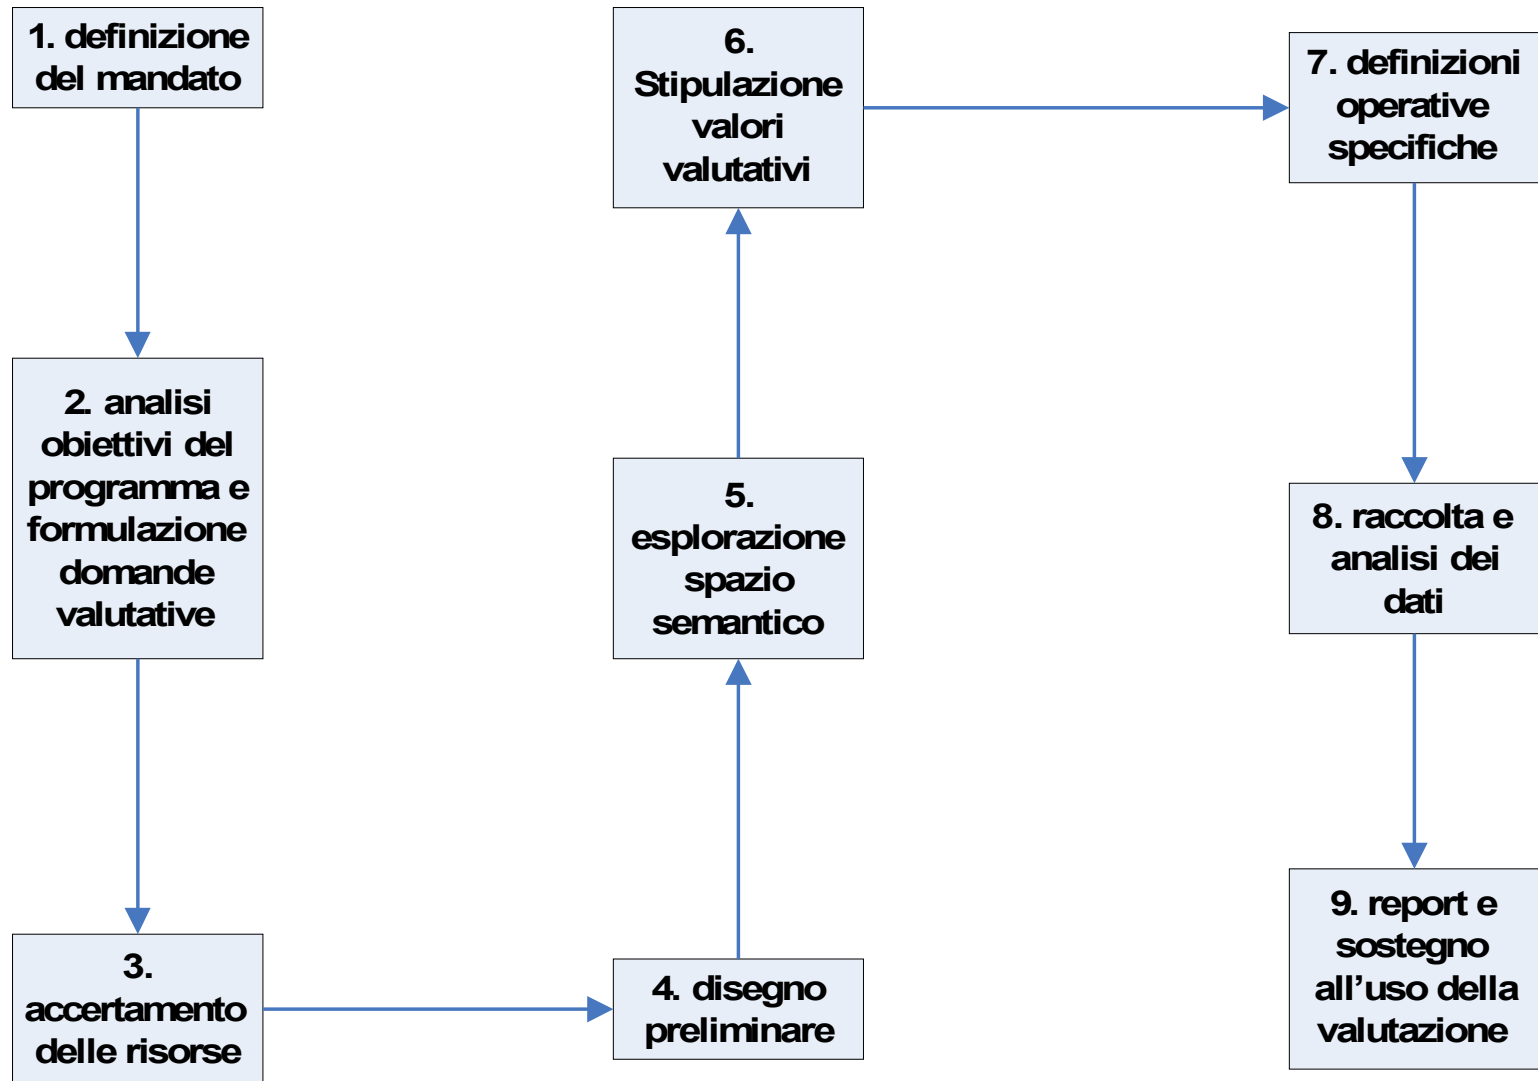 1. definizione
del mandato
2. analisi
obiettivi del
programma e
formulazione
domande
valutative
3.
accertamento
delle risorse
4. disegno
preliminare
5.
esplorazione
spazio
semantico
6.
Stipulazione
valori
valutativi
7. definizioni
operative
specifiche
8. raccolta e
analisi dei
dati
9. report e
sostegno
all’uso della
valutazione